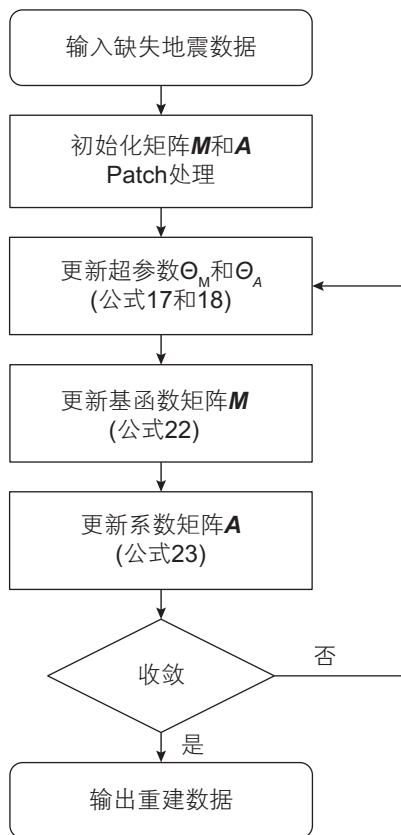 输入缺失地震数据
初始化矩阵M和A
Patch处理
更新超参数Θ_M和Θ_A
(公式17和18)
更新基函数矩阵M
(公式22)
更新系数矩阵A
(公式23)
收敛
否
是
输出重建数据